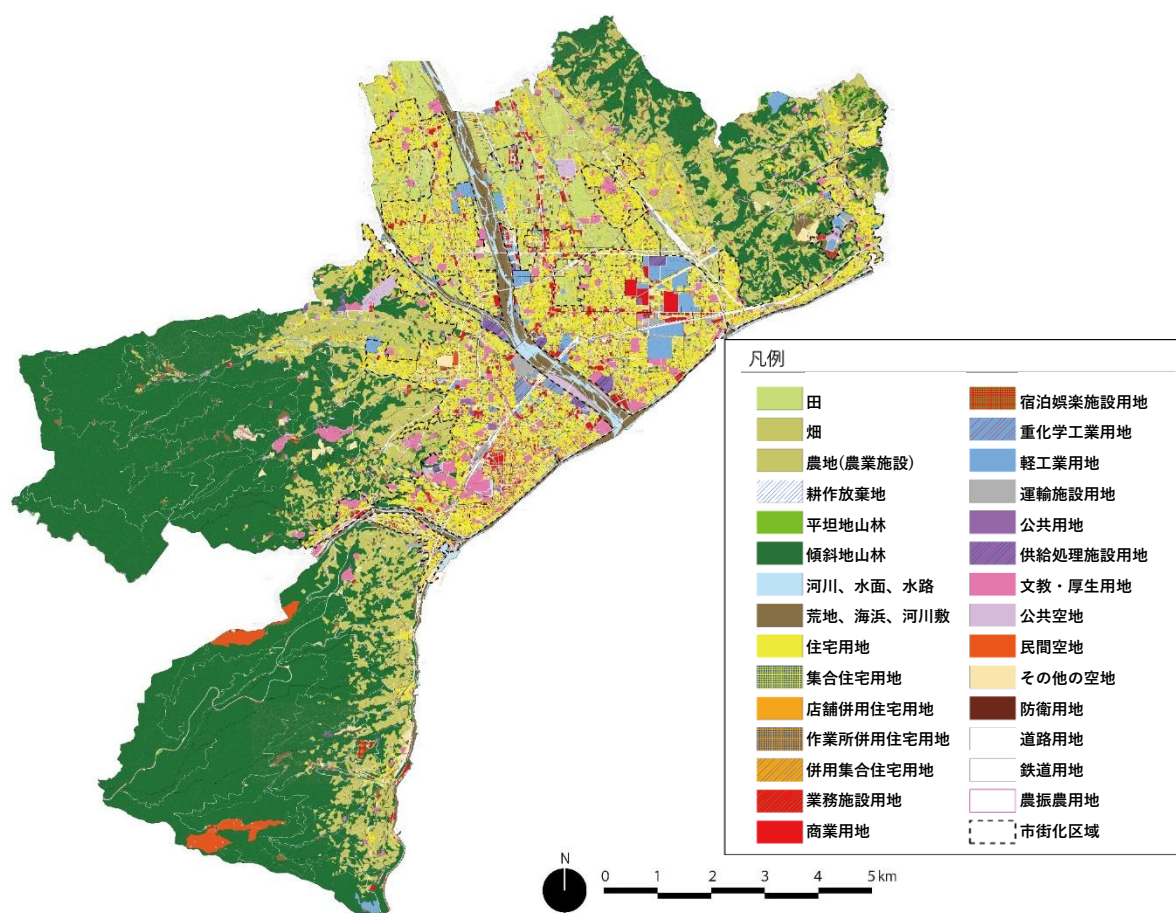 凡例
田
畑
農地(農業施設)
耕作放棄地
平坦地山林
傾斜地山林
河川、水面、水路
荒地、海浜、河川敷
住宅用地
集合住宅用地
店舗併用住宅用地
作業所併用住宅用地
併用集合住宅用地
業務施設用地
商業用地
宿泊娯楽施設用地
重化学工業用地
軽工業用地
運輸施設用地
公共用地
供給処理施設用地
文教・厚生用地
公共空地
民間空地
その他の空地
防衛用地
道路用地
鉄道用地
農振農用地
市街化区域
N
0 1 2 3 4 5km